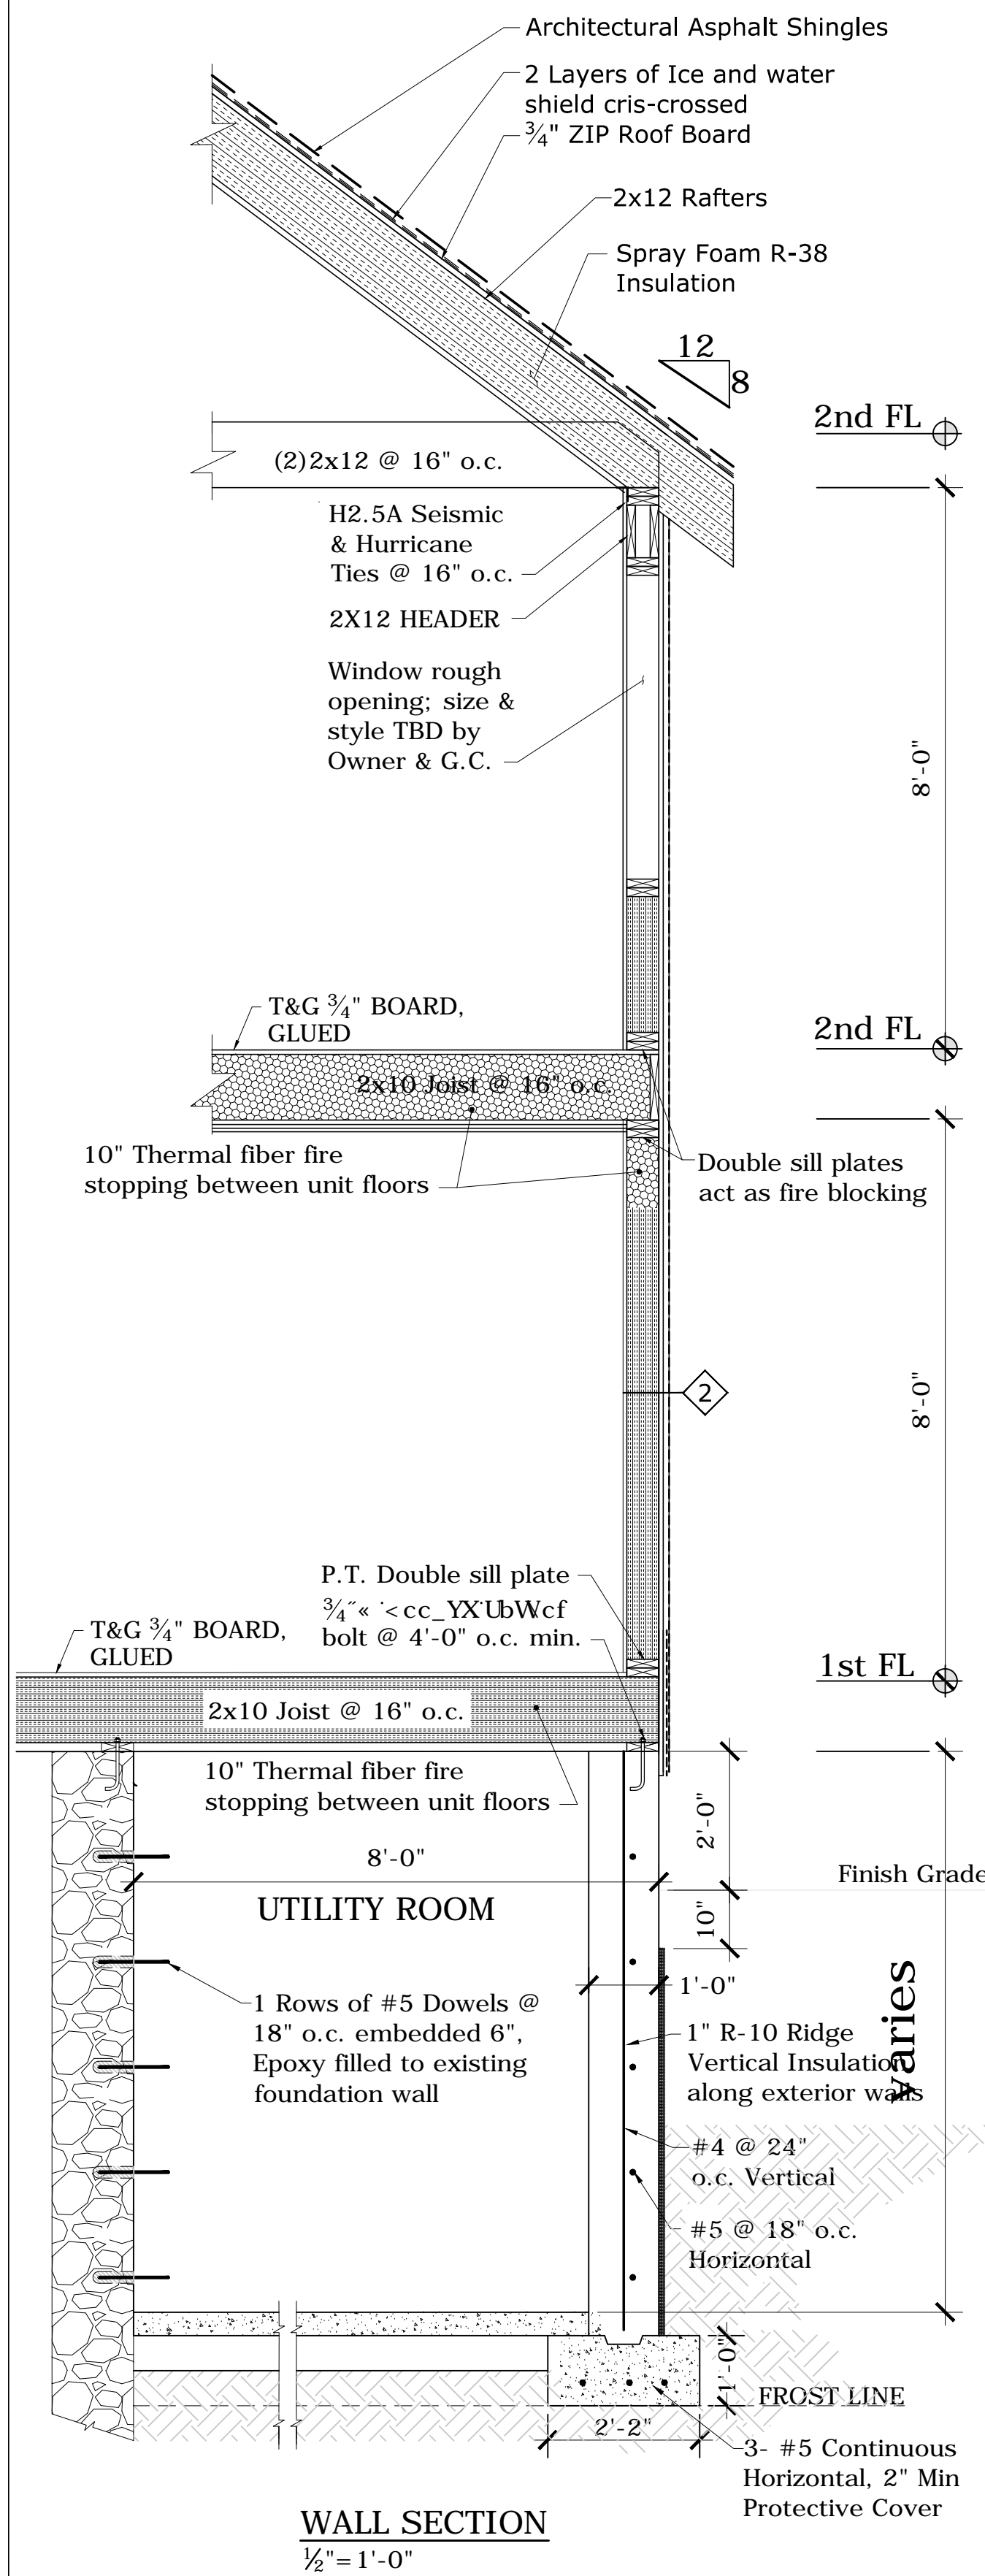 Architectural Asphalt Shingles
2 Layers of Ice and water
shield cris-crossed
¾" ZIP Roof Board
2x12 Rafters
Spray Foam R-38
Insulation
12
8
2nd FL
(2)2x12 @ 16" o.c.
H2.5A Seismic
& Hurricane
Ties @ 16" o.c.
2X12 HEADER
Window rough
opening; size &
style TBD by
Owner & G.C.
8'-0"
T&G ¾" BOARD,
GLUED
2nd FL
2x10 Joist @ 16" o.c.
10" Thermal fiber fire
stopping between unit floors
Double sill plates
act as fire blocking
2
8'-0"
P.T. Double sill plate
¾"
bolt @ 4'-0" o.c. min.
T&G ¾" BOARD,
GLUED
1st FL
2x10 Joist @ 16" o.c.
10" Thermal fiber fire
stopping between unit floors
2'-0"
8'-0"
Finish Grade
UTILITY ROOM
10"
1'-0"
varies
1 Rows of #5 Dowels @
18" o.c. embedded 6",
Epoxy filled to existing
foundation wall
1" R-10 Ridge
Vertical Insulation
along exterior walls
#4 @ 24"
o.c. Vertical
#5 @ 18" o.c.
Horizontal
1'-0"
FROST LINE
2'-2"
3- #5 Continuous
Horizontal, 2" Min
Protective Cover
WALL SECTION
½"=1'-0"